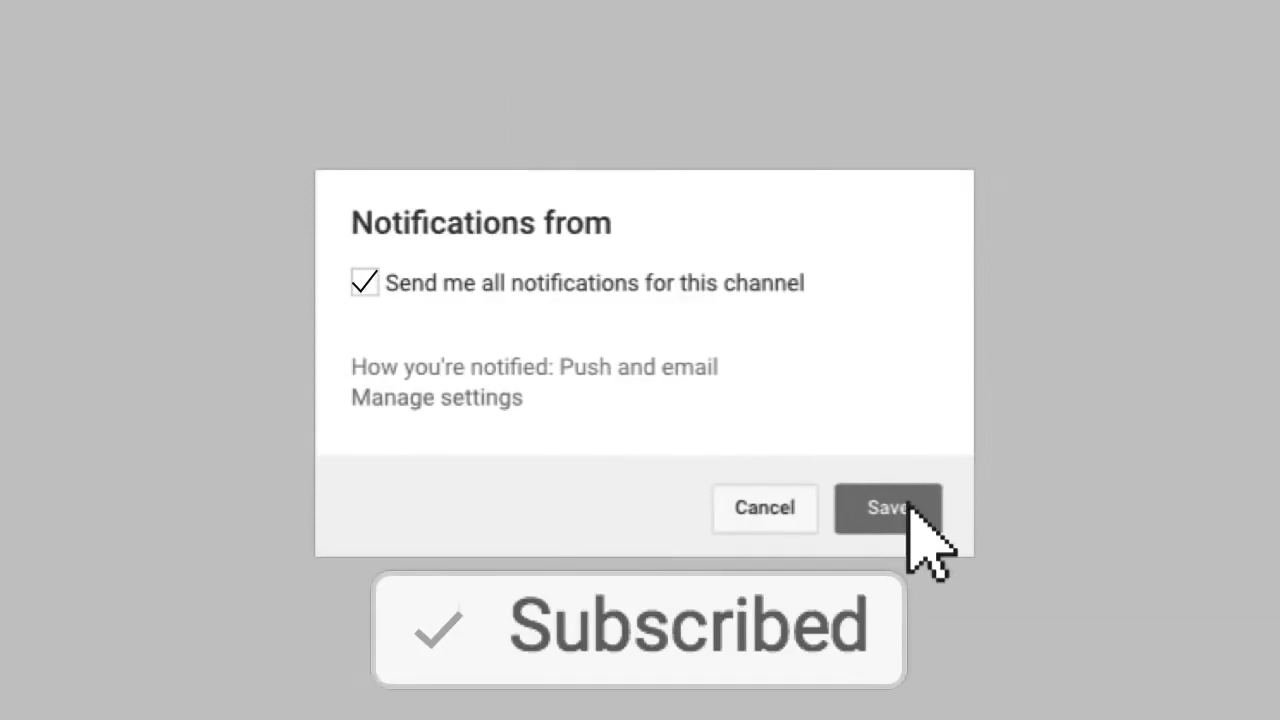 Notifications from
Send me all notifications for this channel
How you're notified: Push and email
Manage settings
Cancel
Save
Subscribed